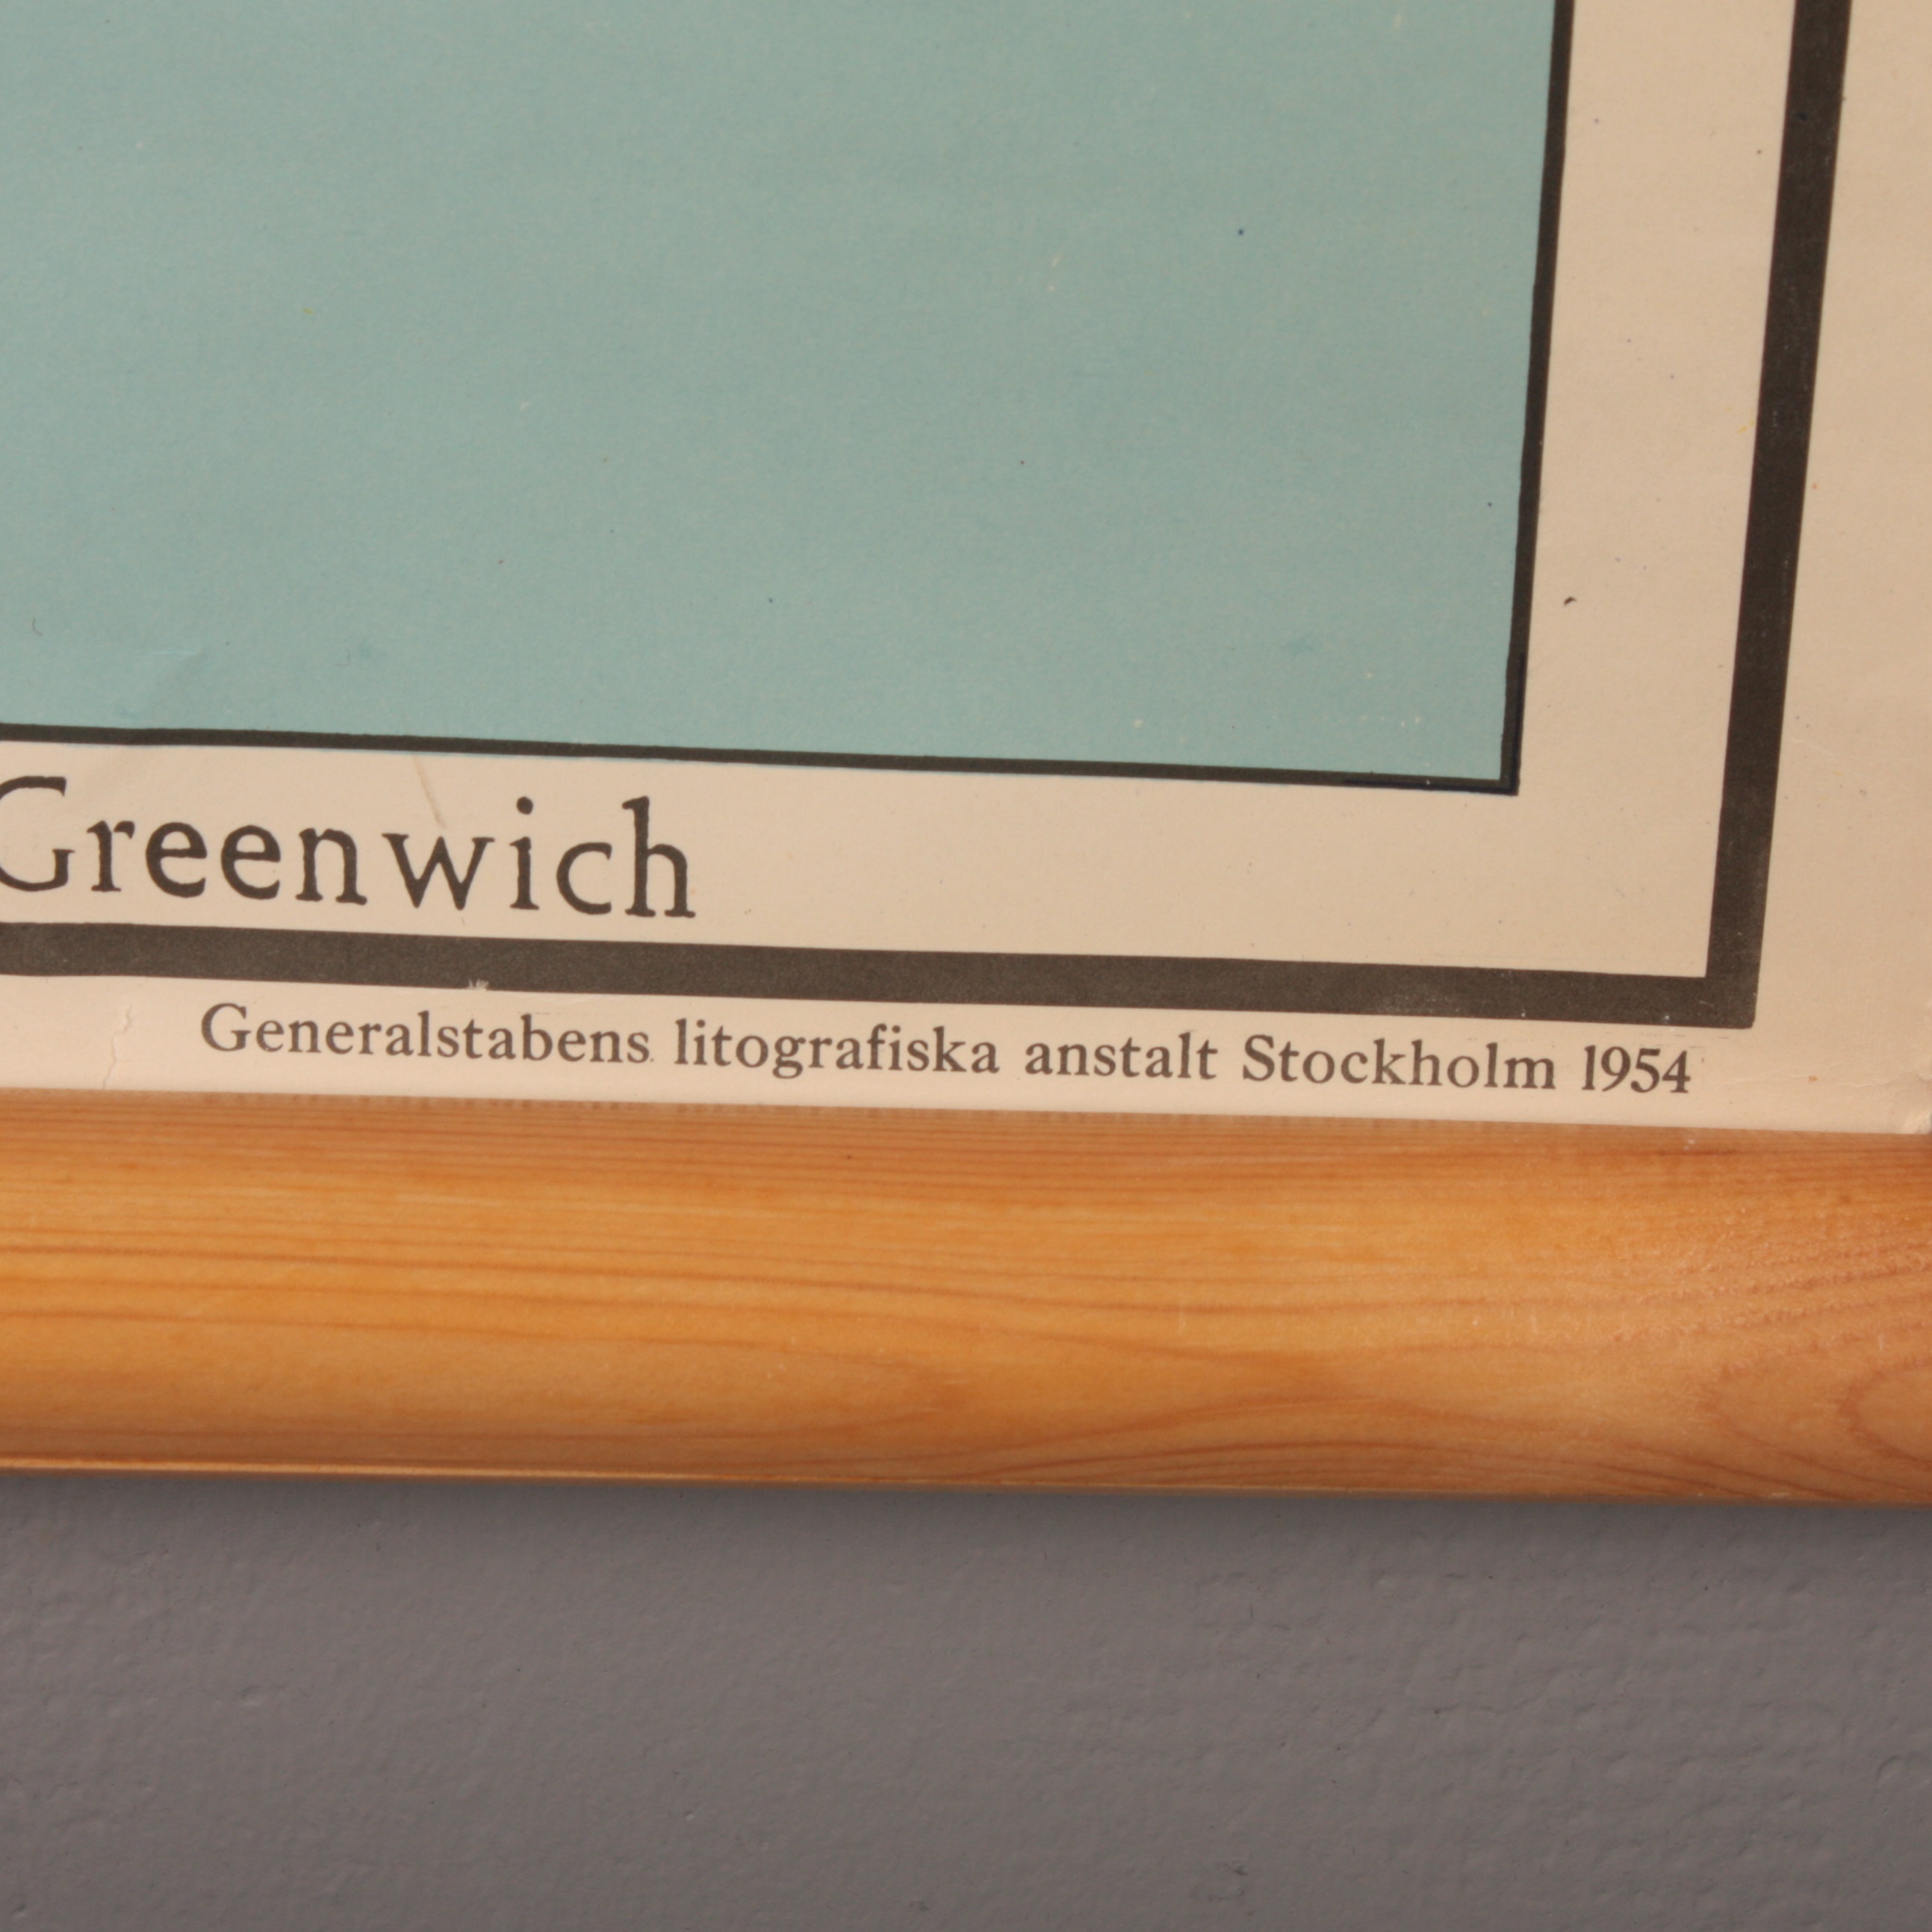 Greenwich
Generalstabens litografiska anstalt Stockholm 1954